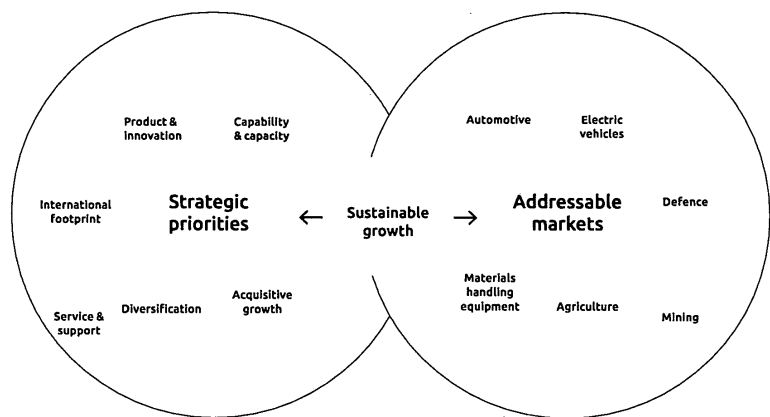 Product &
innovation
Capability
& capacity
International
footprint
Strategic
priorities
Service &
support
Diversification
Acquisitive
growth
← Sustainable →
growth
Automotive
Electric
vehicles
Addressable
markets
Defence
Materials
handling
equipment
Agriculture
Mining